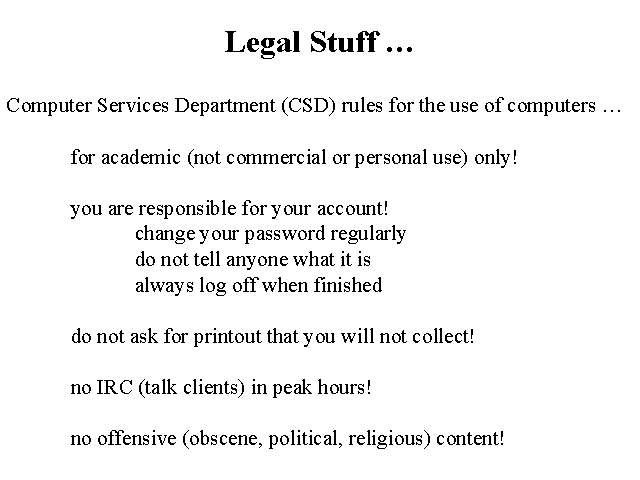 Legal Stuff …
Computer Services Department (CSD) rules for the use of computers …
for academic (not commercial or personal use) only!
you are responsible for your account!
change your password regularly
do not tell anyone what it is
always log off when finished
do not ask for printout that you will not collect!
no IRC (talk clients) in peak hours!
no offensive (obscene, political, religious) content!